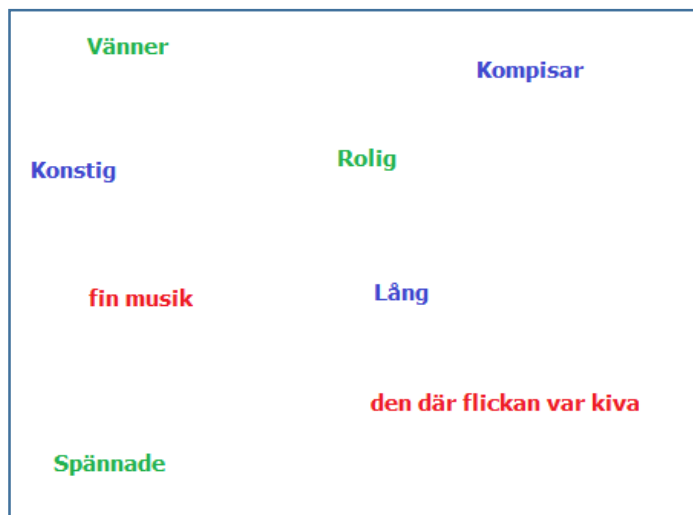 Vänner
Kompisar
Rolig
Konstig
fin musik
Lång
den där flickan var kiva
Spännade